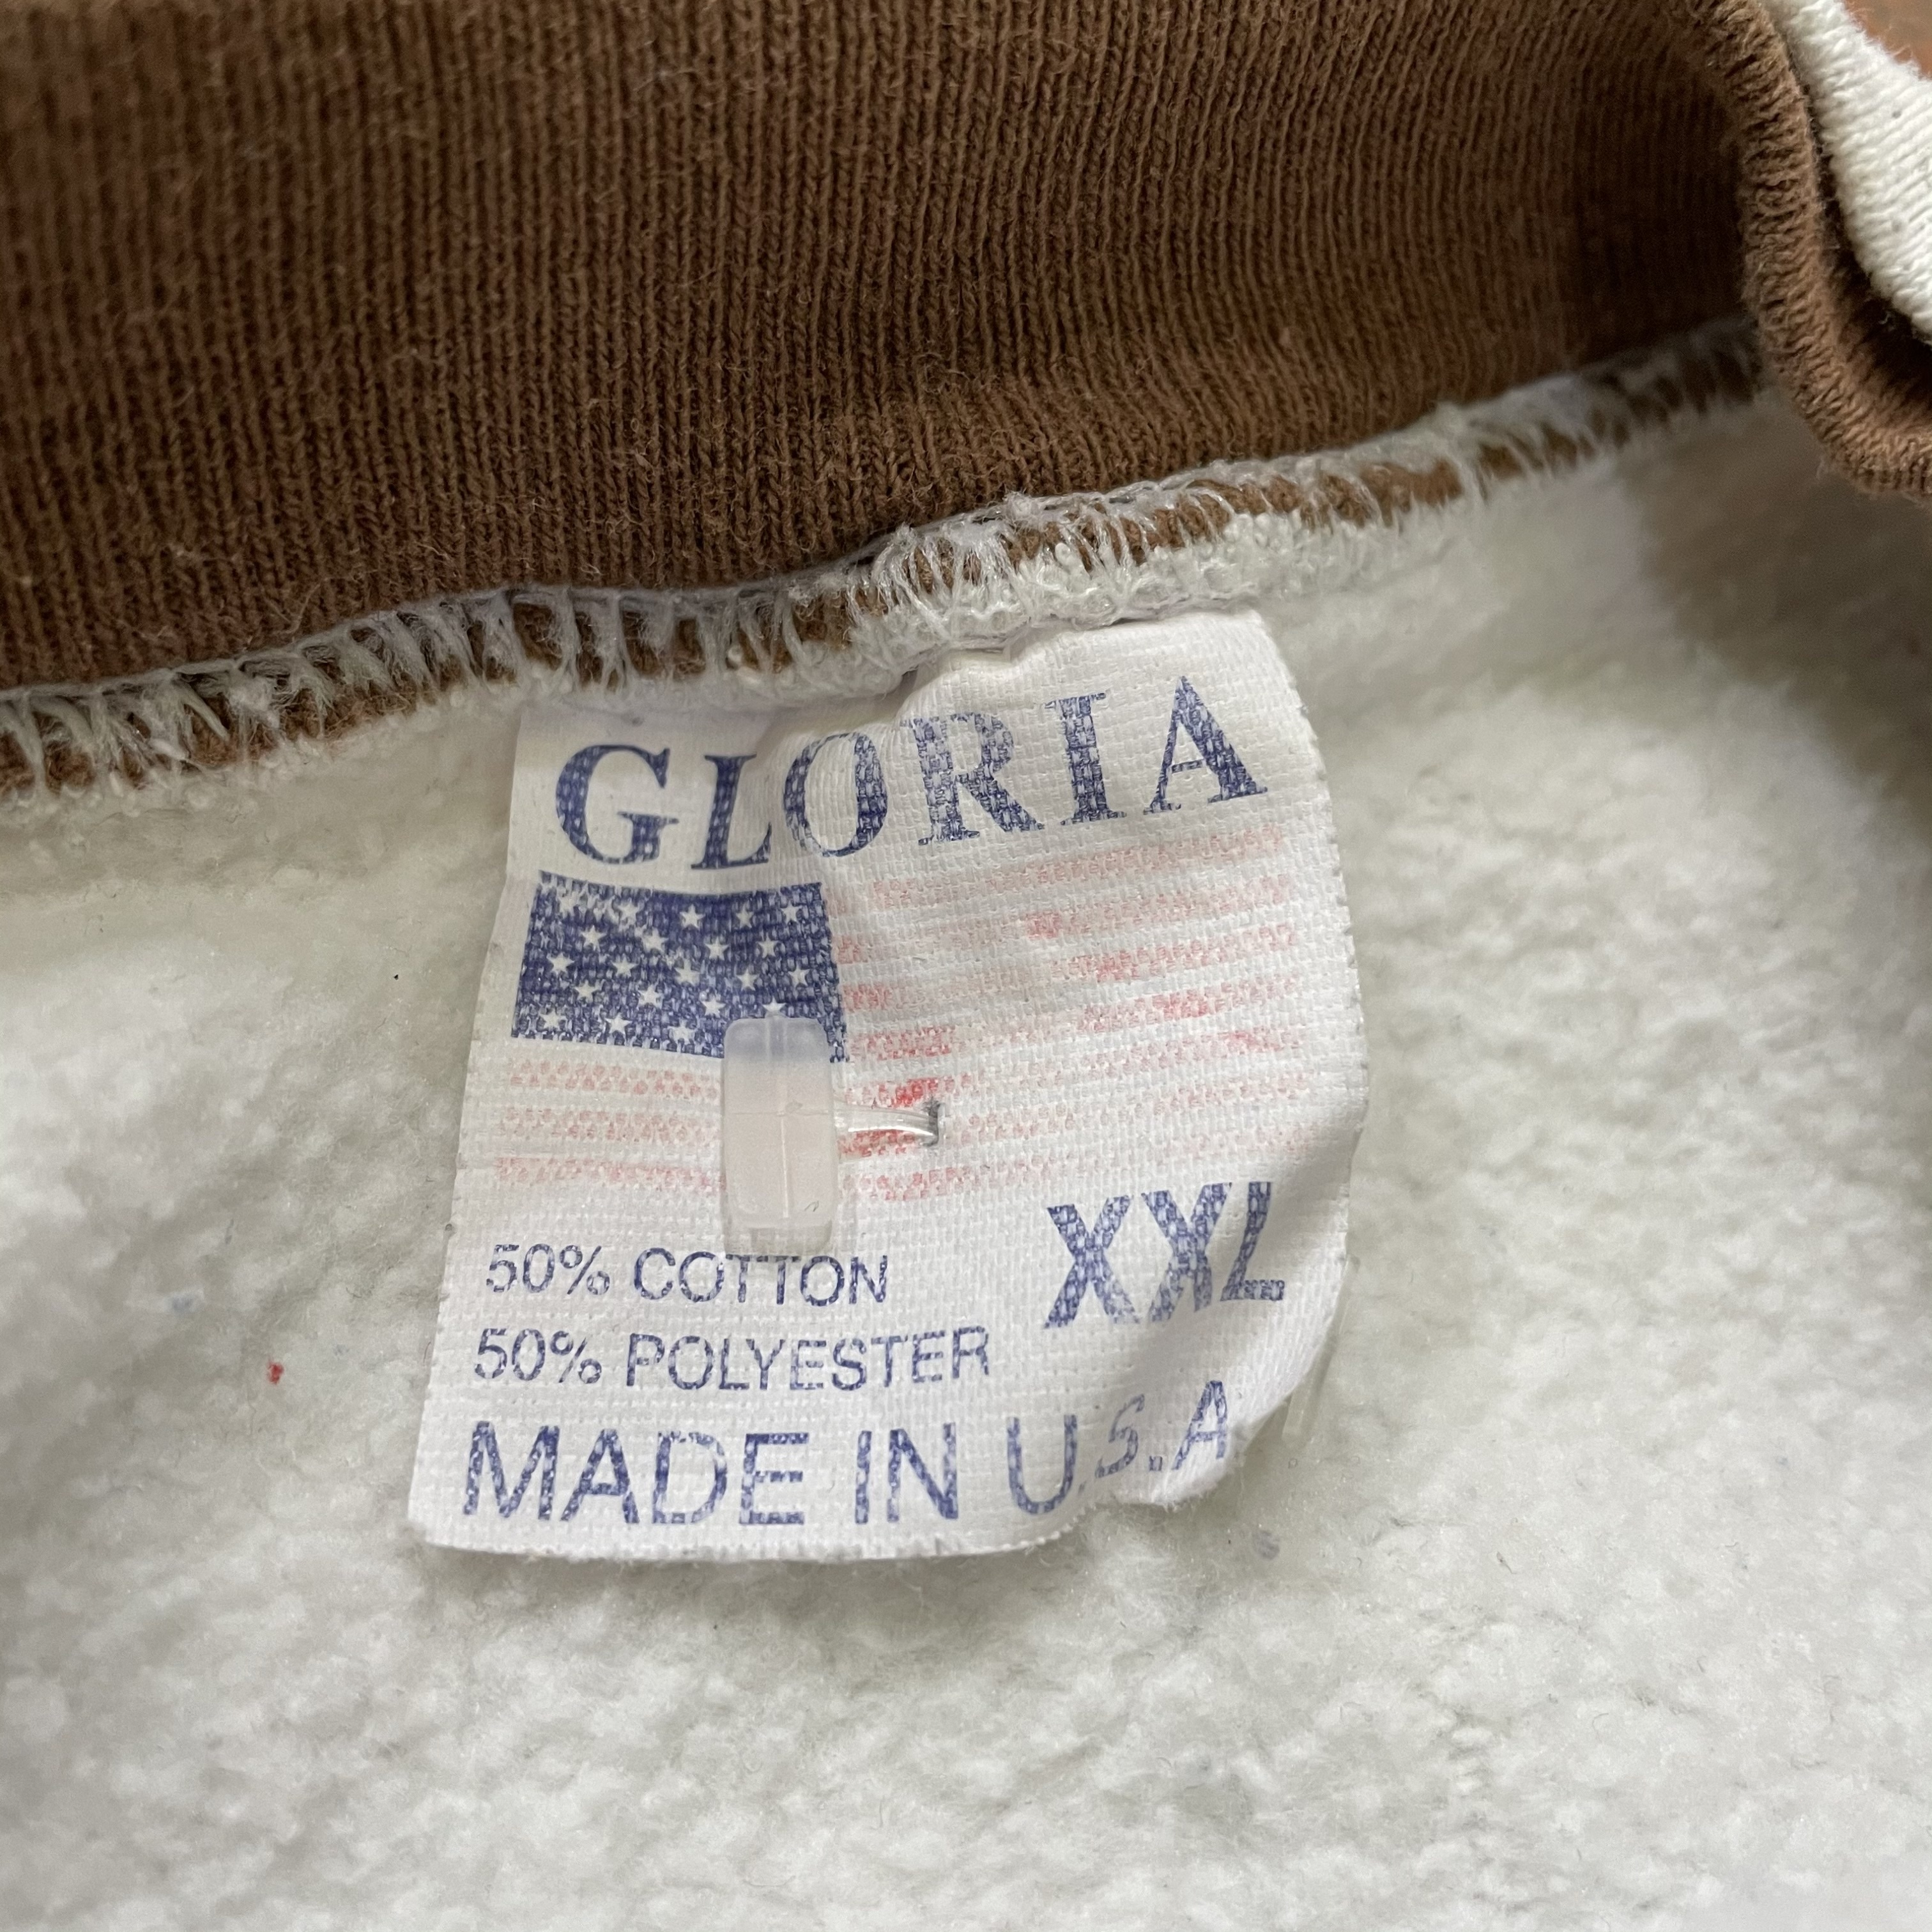 GLORIA
XXL
50% COTTON
50% POLYESTER
MADE IN U.S.A